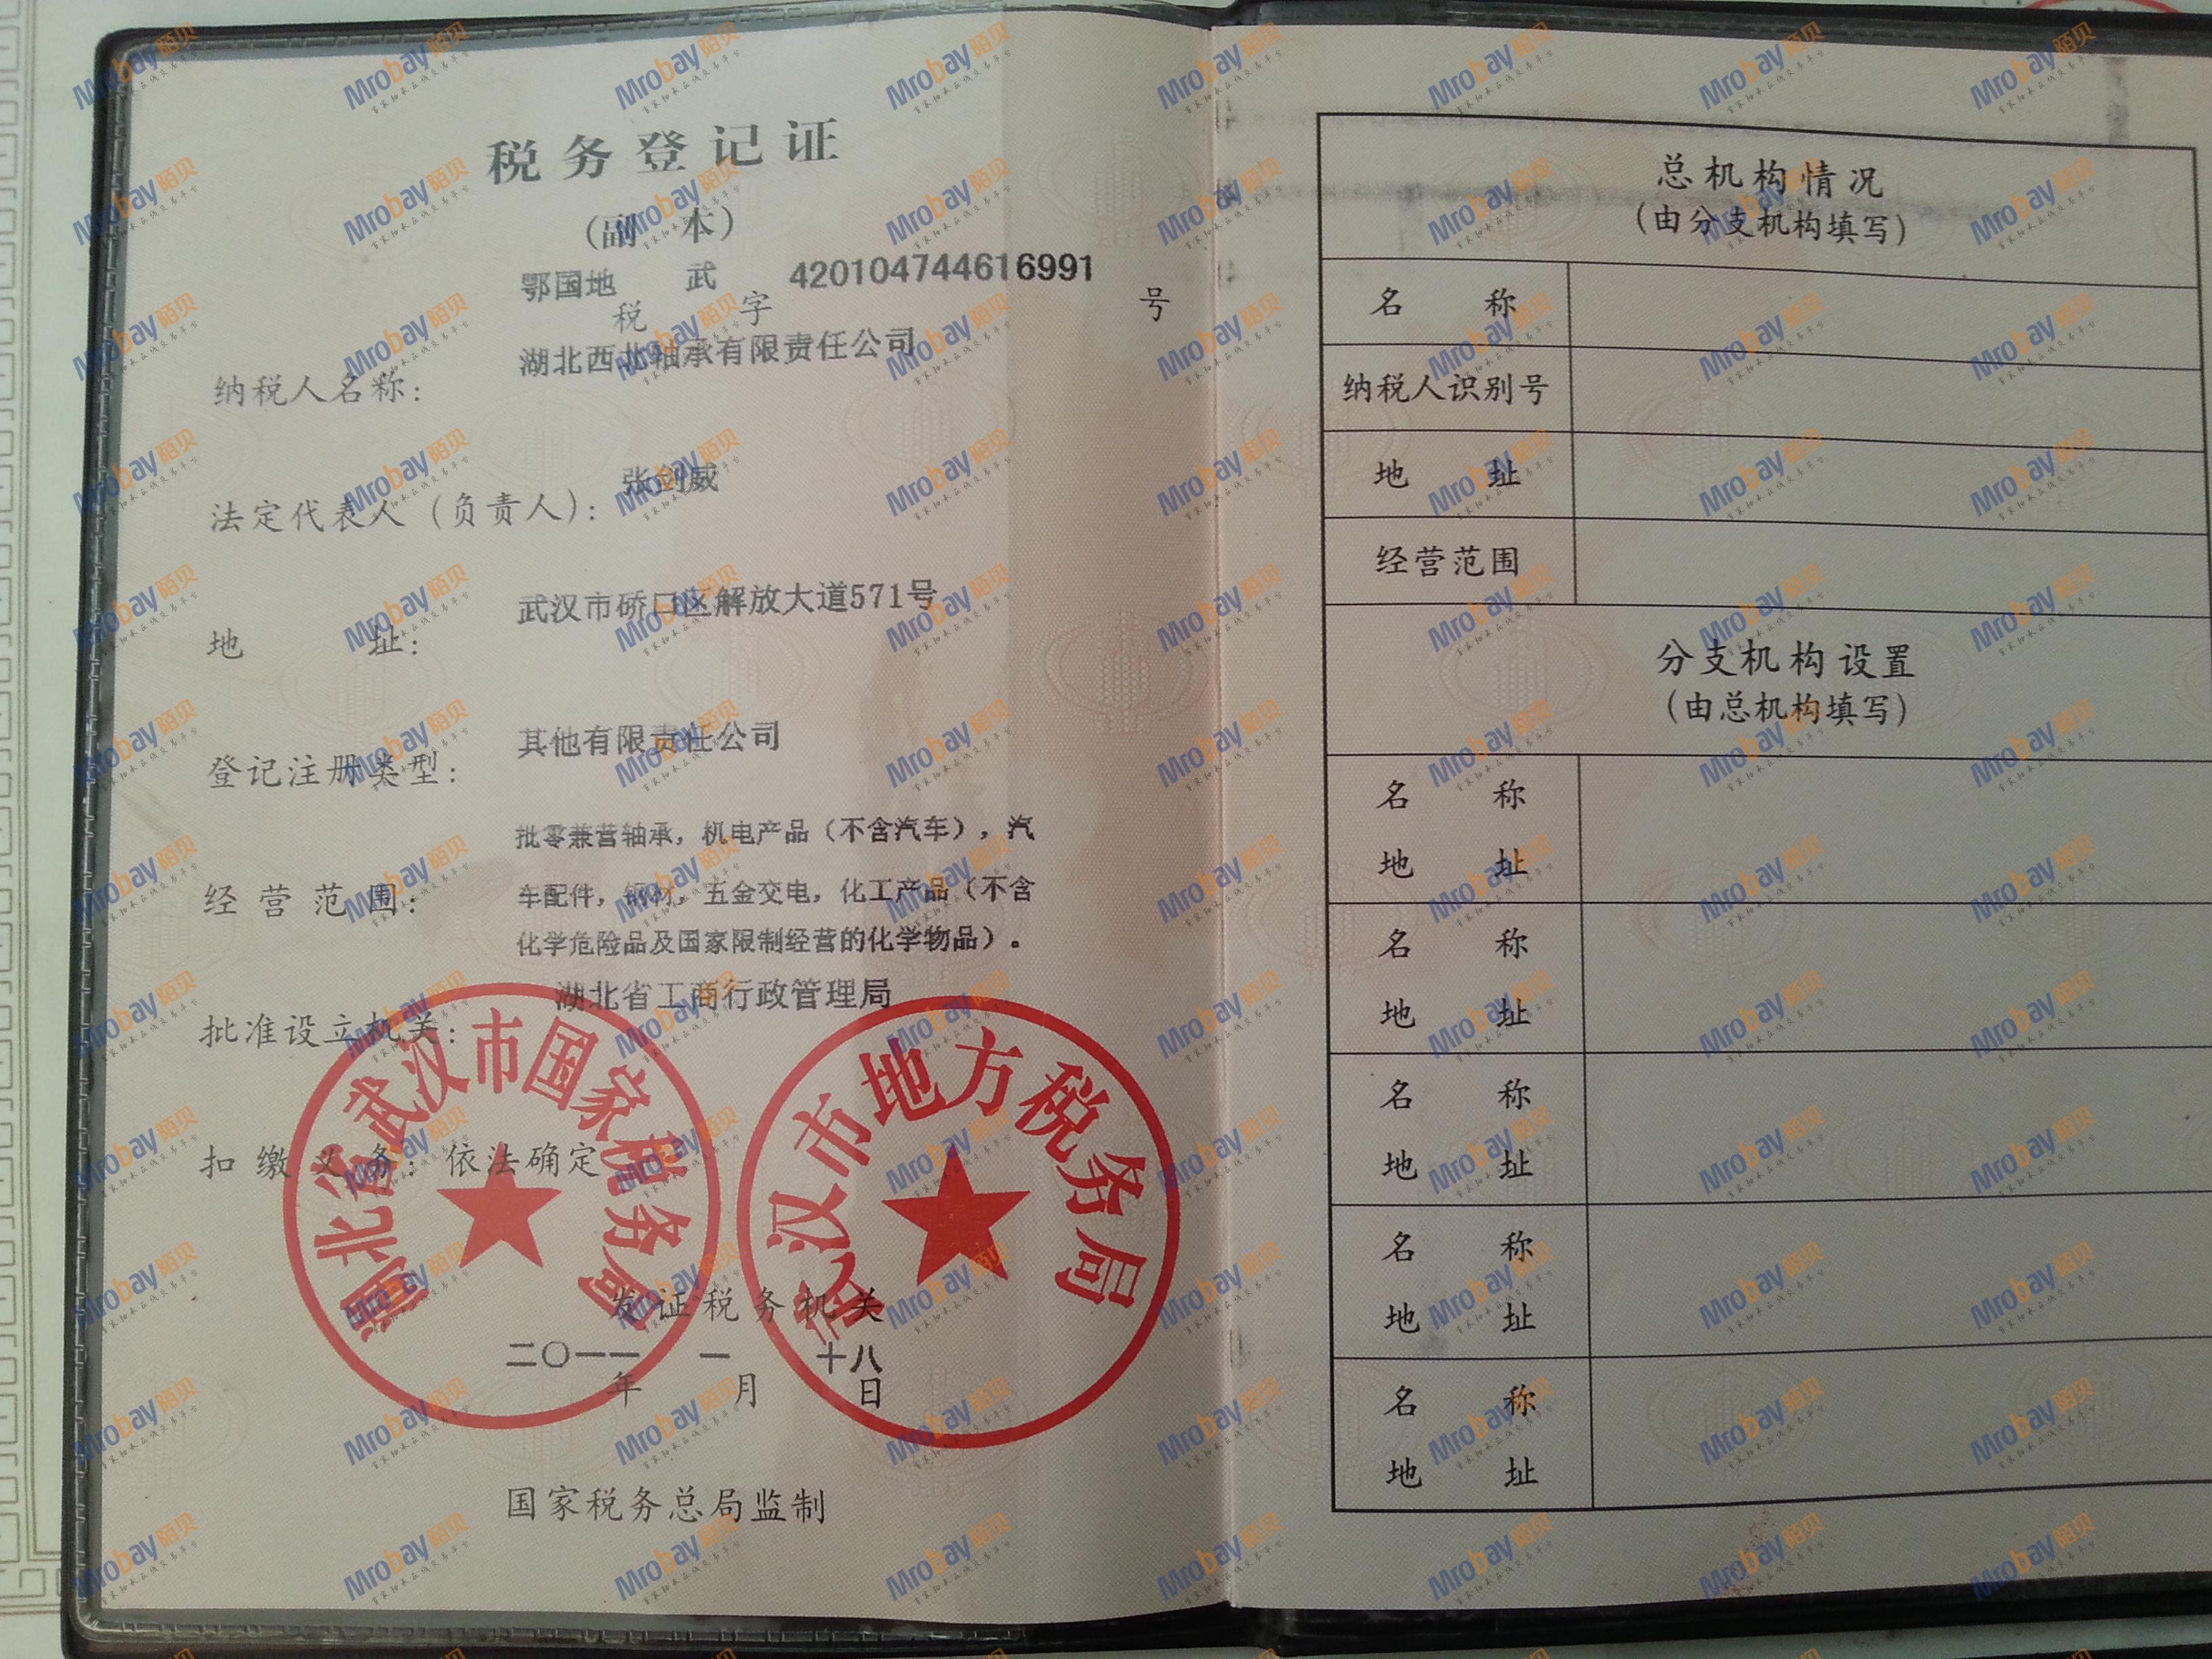 税务登记证
（副 本）
鄂国地 武 420104744616991
税 字 号
湖北西北轴承有限责任公司
纳税人名称：
张剑威
法定代表人（负责人）：
武汉市硚口区解放大道571号
地 址：
其他有限责任公司
登记注册类型：
批零兼营轴承，机电产品（不含汽车），汽
经营范围： 车配件，钢材，五金交电，化工产品（不含
化学危险品及国家限制经营的化学物品）。
湖北省工商行政管理局
批准设立机关：
扣缴义务：依法确定
湖北省武汉市国家税务局
武汉市地方税务局
发证税务机关
二〇一一 一 十八
年 月 日
国家税务总局监制
总机构情况
（由分支机构填写）
名 称
纳税人识别号
地 址
经营范围
分支机构设置
（由总机构填写）
名 称
地 址
名 称
地 址
名 称
地 址
名 称
地 址
名 称
地 址
Mrobay陌贝